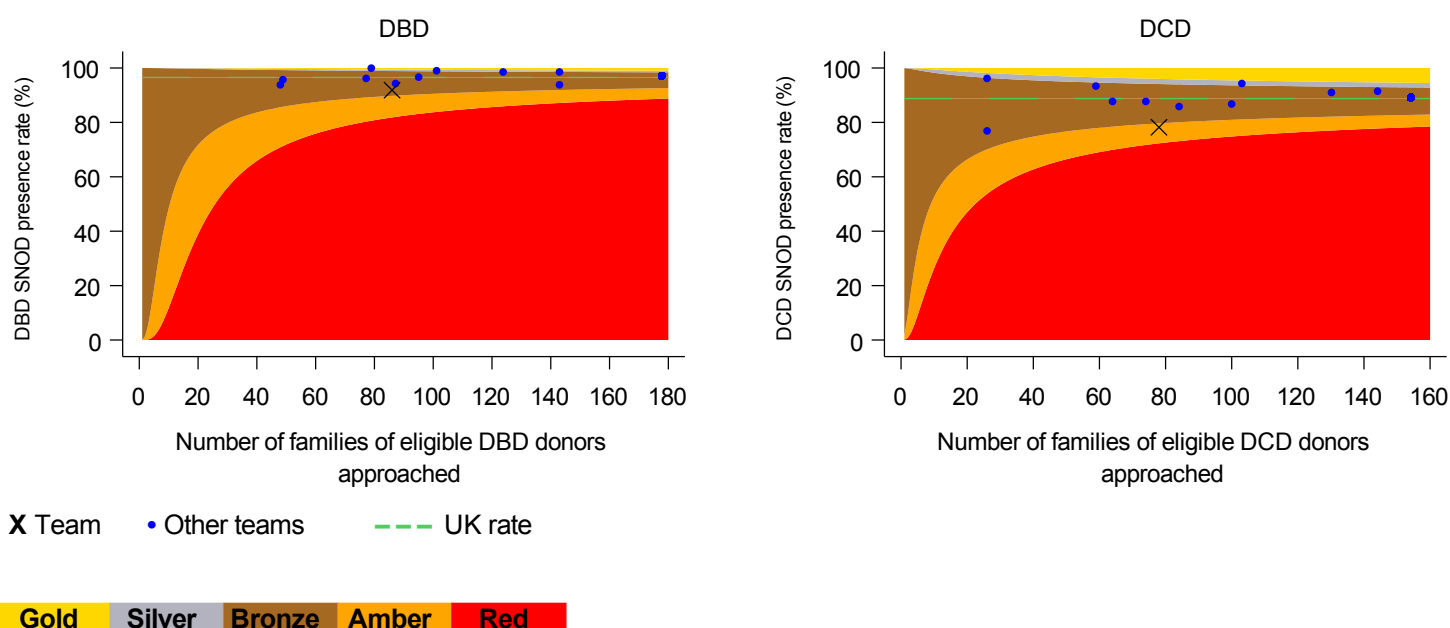 DBD
DBD SNOD presence rate (%)
100
80
60
40
20
0
0 20 40 60 80 100 120 140 160 180
Number of families of eligible DBD donors
approached
DCD
DCD SNOD presence rate (%)
100
80
60
40
20
0
0 20 40 60 80 100 120 140 160
Number of families of eligible DCD donors
approached
X Team • Other teams UK rate
Gold Silver Bronze Amber Red